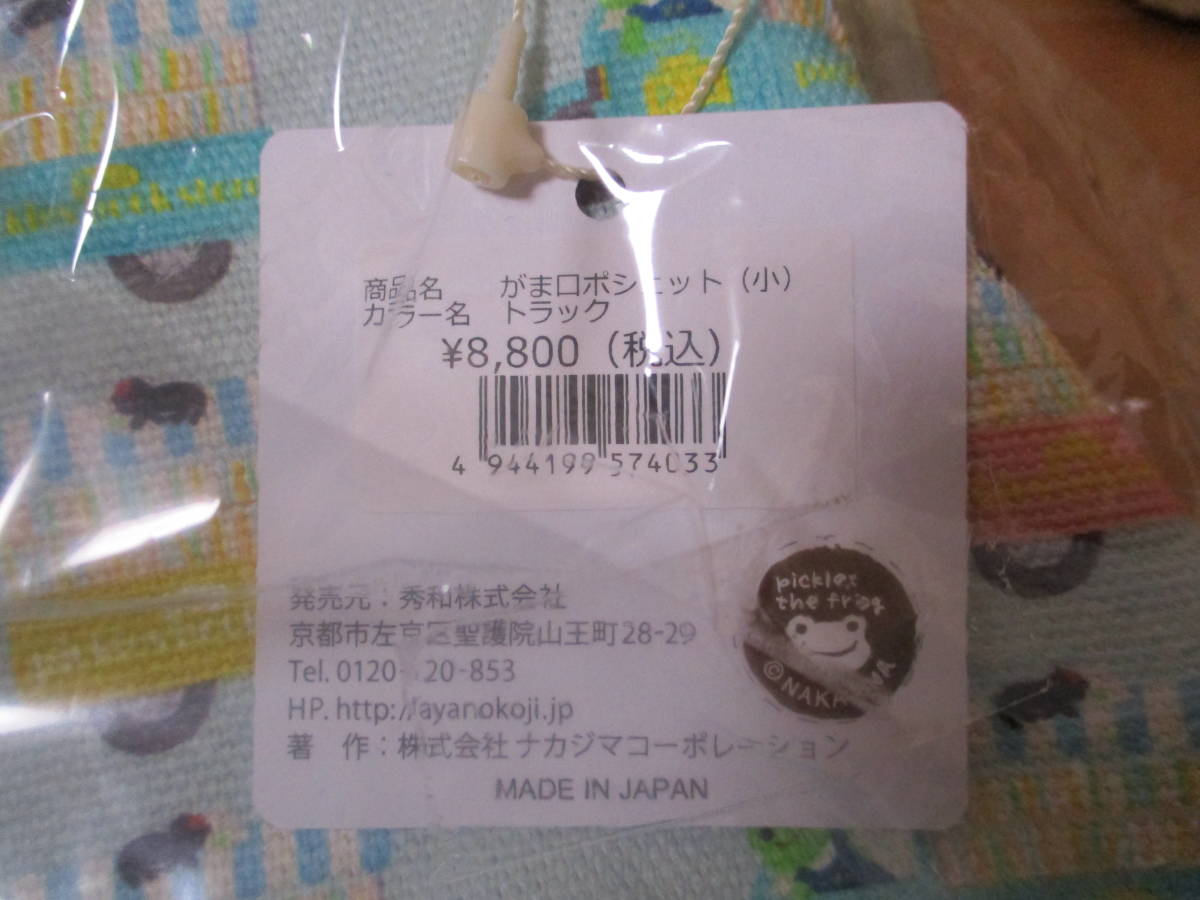 商品名　がま口ポシェット（小）
カラー名　トラック
¥8,800（税込）
4 944199 574033
発売元：秀和株式会社
京都市左京区聖護院山王町28-29
Tel. 0120- 20-853
HP. http://ayanokoji.jp
著　作：株式会社 ナカジマコーポレーション
MADE IN JAPAN
pickles
the frog